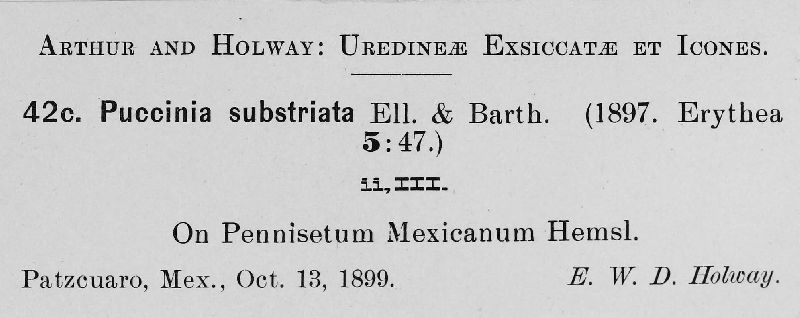 ARTHUR AND HOLWAY: UREDINEÆ EXSICCATÆ ET ICONES.
42c. Puccinia substriata Ell. & Barth. (1897. Erythea
5:47.)
ii, III.
On Pennisetum Mexicanum Hemsl.
Patzcuaro, Mex., Oct. 13, 1899. E. W. D. Holway.